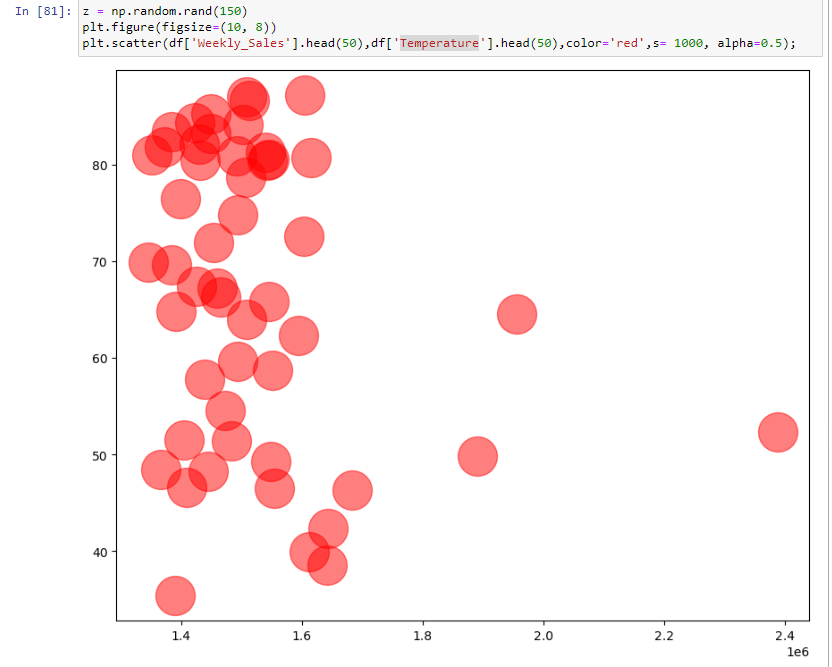 In [81]: z = np.random.rand(150)
plt.figure(figsize=(10, 8))
plt.scatter(df['Weekly_Sales'].head(50),df['Temperature'].head(50),color='red',s= 1000, alpha=0.5);
80
70
60
50
40
1.4 1.6 1.8 2.0 2.2 2.4
1e6